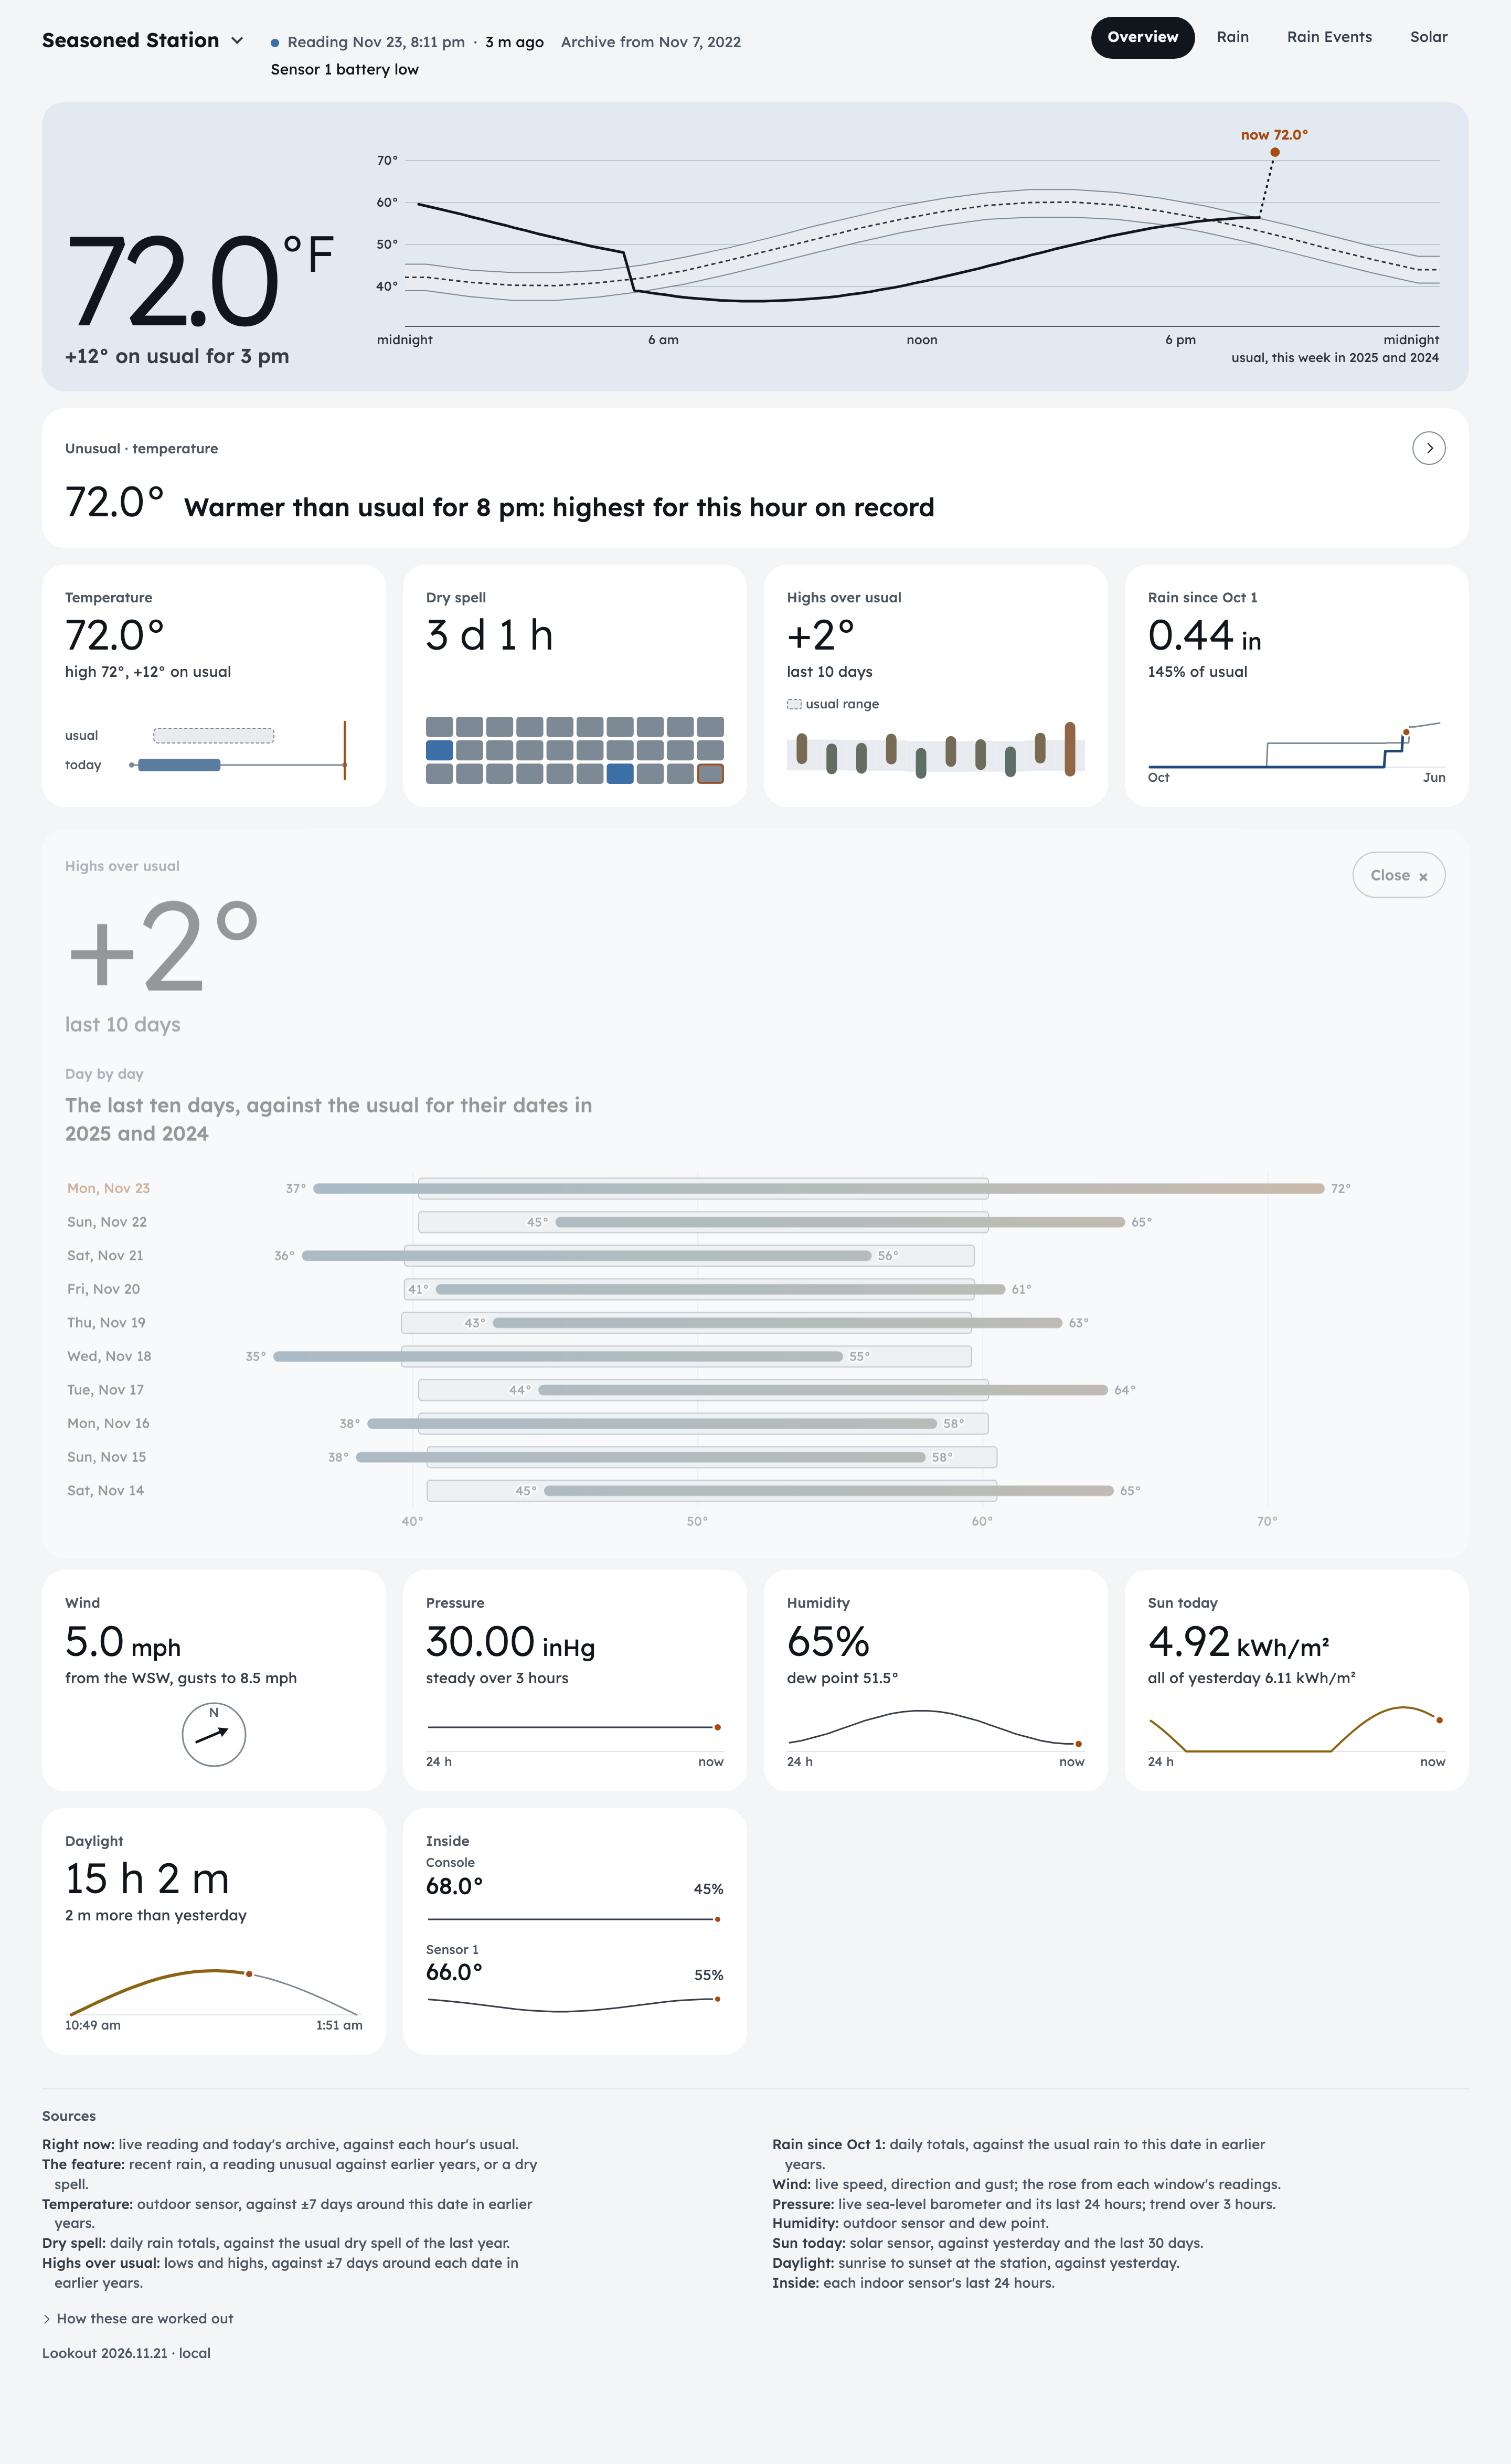 Seasoned Station
Reading Nov 23, 8:11 pm · 3 m ago Archive from Nov 7, 2022
Sensor 1 battery low
Overview
Rain
Rain Events
Solar
72.0°F
+12° on usual for 3 pm
now 72.0°
70°
60°
50°
40°
midnight
6 am
noon
6 pm
midnight
usual, this week in 2025 and 2024
Unusual · temperature
72.0° Warmer than usual for 8 pm: highest for this hour on record
Temperature
72.0°
high 72°, +12° on usual
usual
today
Dry spell
3 d 1 h
Highs over usual
+2°
last 10 days
usual range
Rain since Oct 1
0.44 in
145% of usual
Oct
Jun
Highs over usual
Close ×
+2°
last 10 days
Day by day
The last ten days, against the usual for their dates in
2025 and 2024
Mon, Nov 23 37° 72°
Sun, Nov 22 45° 65°
Sat, Nov 21 36° 56°
Fri, Nov 20 41° 61°
Thu, Nov 19 43° 63°
Wed, Nov 18 35° 55°
Tue, Nov 17 44° 64°
Mon, Nov 16 38° 58°
Sun, Nov 15 38° 58°
Sat, Nov 14 45° 65°
40° 50° 60° 70°
Wind
5.0 mph
from the WSW, gusts to 8.5 mph
N
Pressure
30.00 inHg
steady over 3 hours
24 h
now
Humidity
65%
dew point 51.5°
24 h
now
Sun today
4.92 kWh/m²
all of yesterday 6.11 kWh/m²
24 h
now
Daylight
15 h 2 m
2 m more than yesterday
10:49 am
1:51 am
Inside
Console
68.0°
45%
Sensor 1
66.0°
55%
Sources
Right now: live reading and today's archive, against each hour's usual.
The feature: recent rain, a reading unusual against earlier years, or a dry
spell.
Temperature: outdoor sensor, against ±7 days around this date in earlier
years.
Dry spell: daily rain totals, against the usual dry spell of the last year.
Highs over usual: lows and highs, against ±7 days around each date in
earlier years.
Rain since Oct 1: daily totals, against the usual rain to this date in earlier
years.
Wind: live speed, direction and gust; the rose from each window's readings.
Pressure: live sea-level barometer and its last 24 hours; trend over 3 hours.
Humidity: outdoor sensor and dew point.
Sun today: solar sensor, against yesterday and the last 30 days.
Daylight: sunrise to sunset at the station, against yesterday.
Inside: each indoor sensor's last 24 hours.
How these are worked out
Lookout 2026.11.21 · local